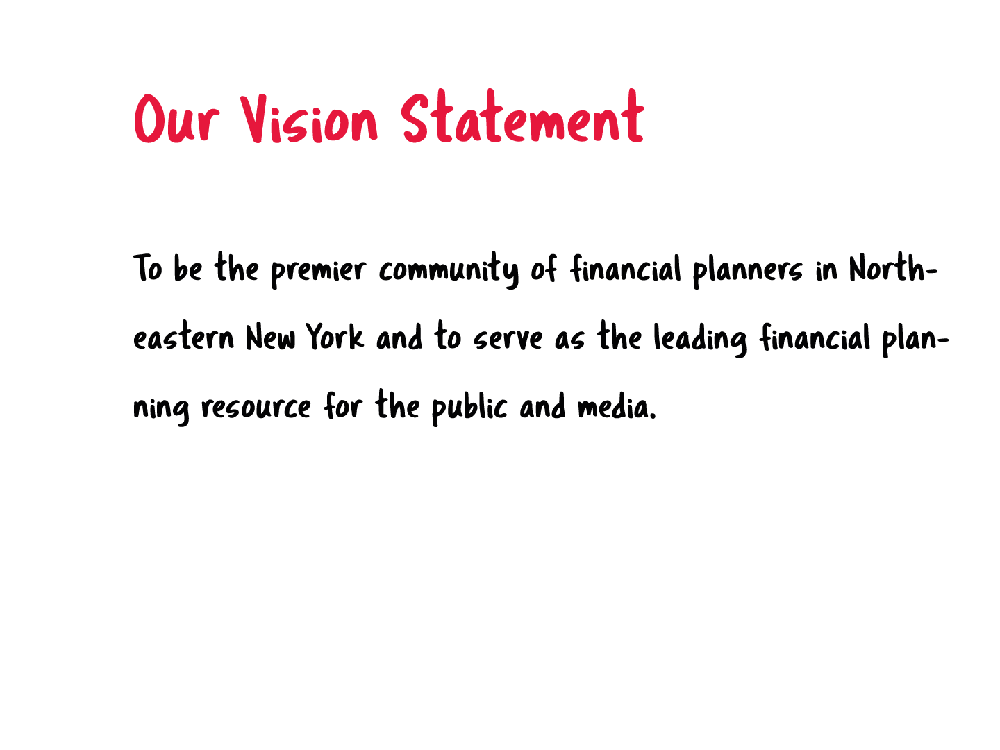 Our Vision Statement
To be the premier community of financial planners in North-
eastern New York and to serve as the leading financial plan-
ning resource for the public and media.